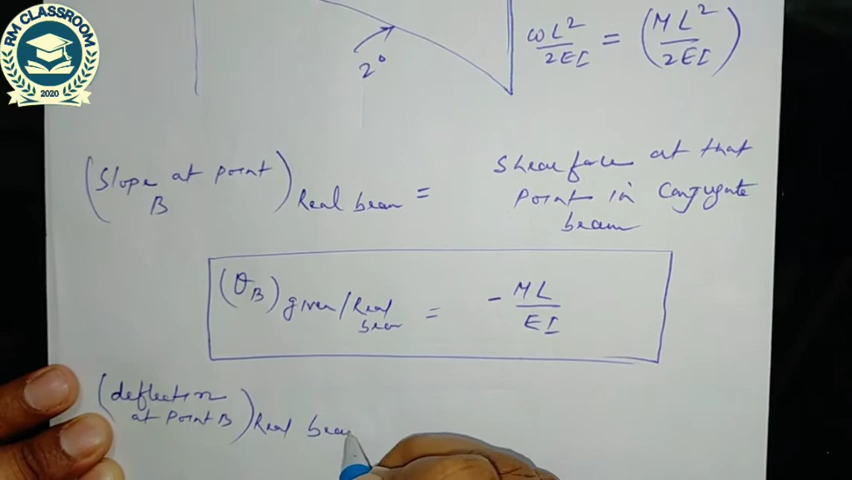 RM CLASSROOM
2020
2°
ωL²/2EI = (ML²/2EI)
(Slope at point B) Real beam = Shear force at that point in Conjugate beam
(θB) given/Real beam = - ML/EI
(deflection at point B) Real beam